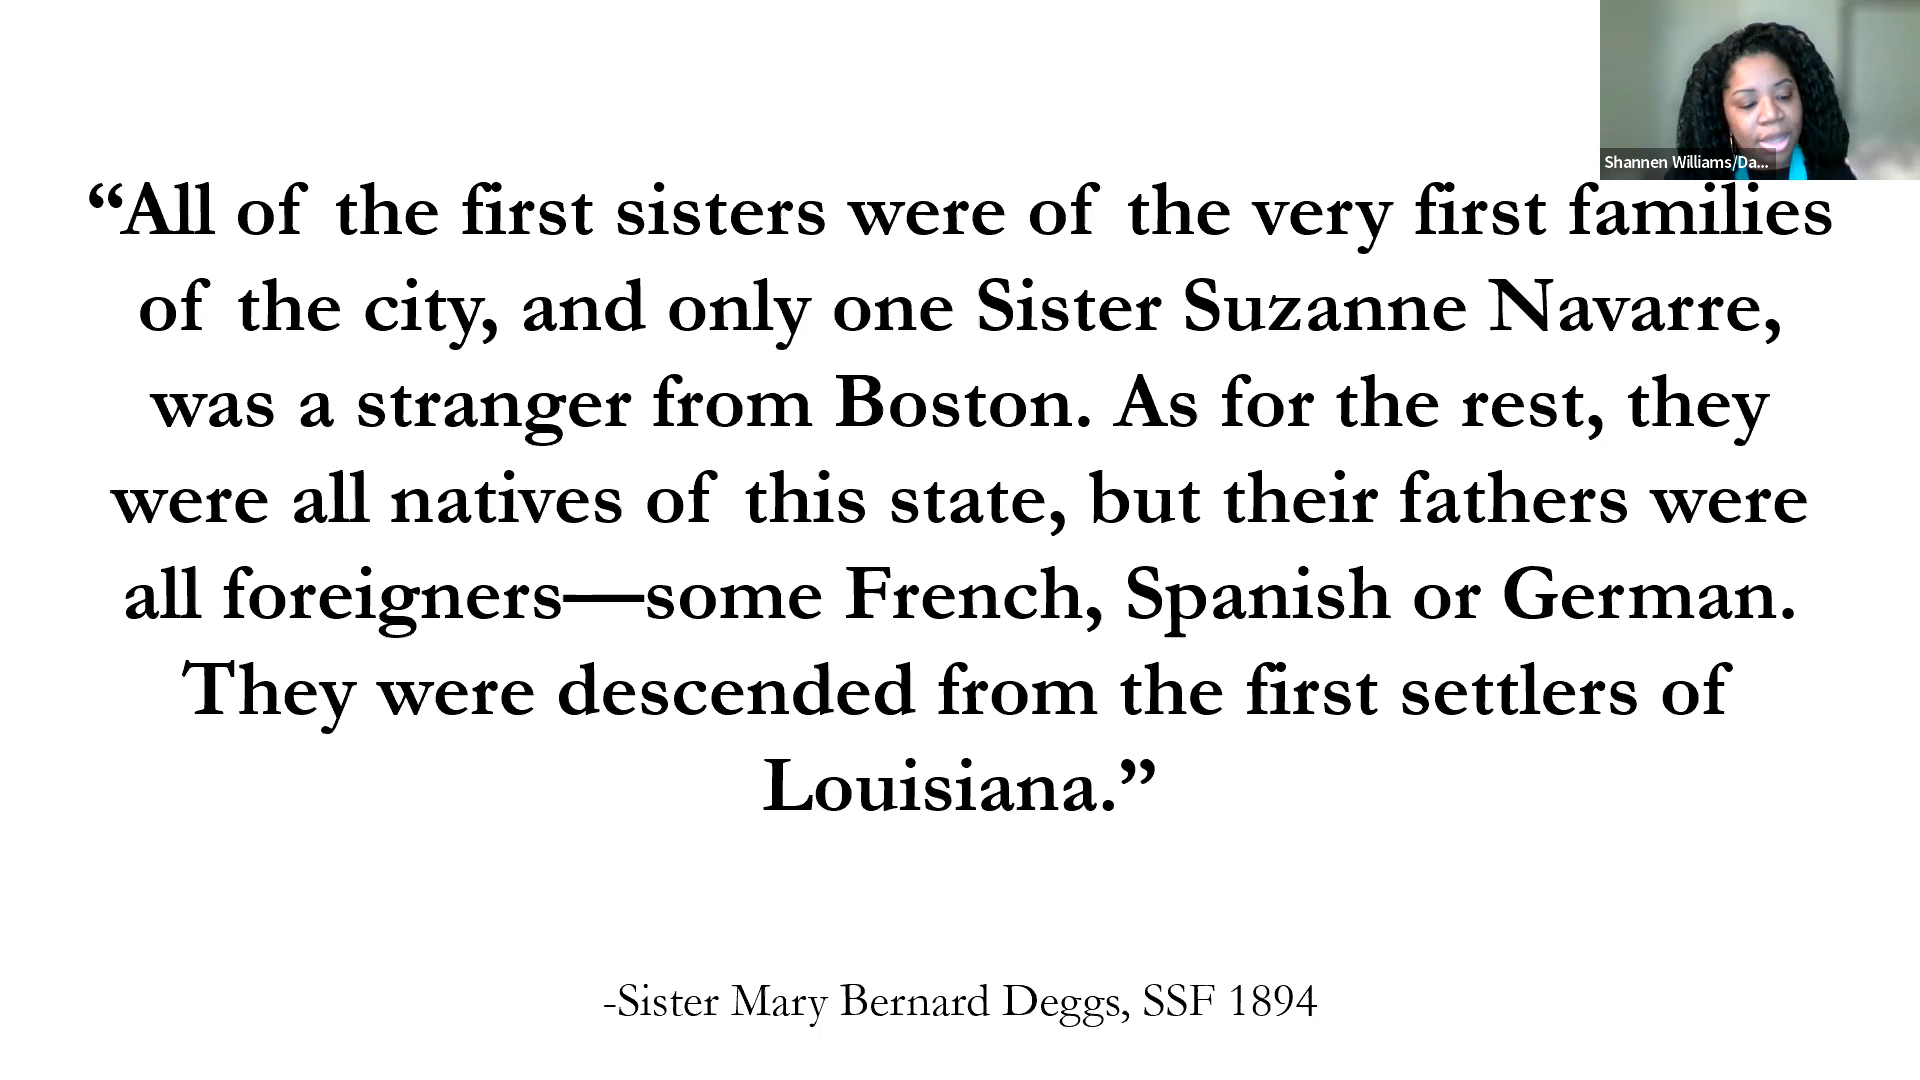 Shannen Williams/Da...
“All of the first sisters were of the very first families
of the city, and only one Sister Suzanne Navarre,
was a stranger from Boston. As for the rest, they
were all natives of this state, but their fathers were
all foreigners—some French, Spanish or German.
They were descended from the first settlers of
Louisiana.”
-Sister Mary Bernard Deggs, SSF 1894